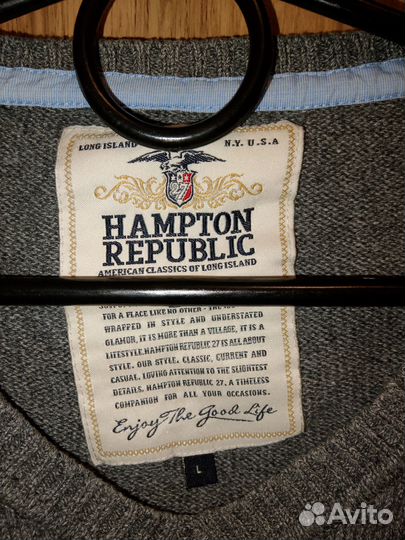 LONG ISLAND N.Y. U.S.A
27
HAMPTON
REPUBLIC
AMERICAN CLASSICS OF LONG ISLAND
FOR A PLACE LIKE NO OTHER - THE
WRAPPED IN STYLE AND UNDERSTATED
GLAMOR, IT IS MORE THAN A VILLAGE, IT IS A
LIFESTYLE.HAMPTON REPUBLIC 27 IS ALL ABOUT
STYLE. OUR STYLE. CLASSIC, CURRENT AND
CASUAL. LOVING ATTENTION TO THE SLIGHTEST
DETAILS. HAMPTON REPUBLIC 27, A TIMELESS
COMPANION FOR ALL YOUR OCCASIONS.
Enjoy The Good Life
L
Avito